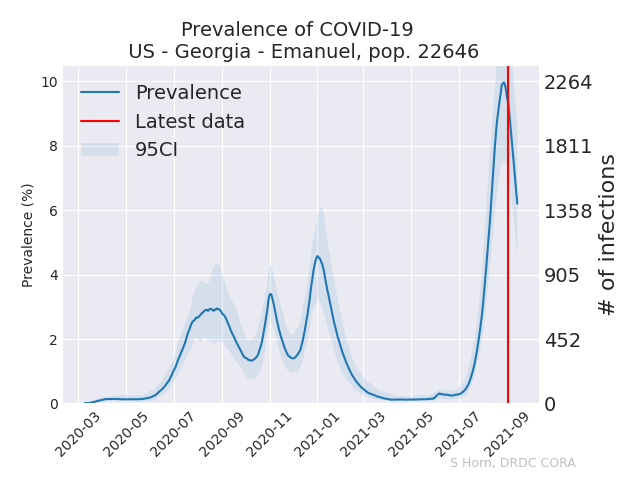 Prevalence of COVID-19
US - Georgia - Emanuel, pop. 22646
Prevalence
Latest data
95CI
Prevalence (%)
10
8
6
4
2
0
2264
1811
1358
905
452
0
# of infections
2020-03
2020-05
2020-07
2020-09
2020-11
2021-01
2021-03
2021-05
2021-07
2021-09
S Horn, DRDC CORA